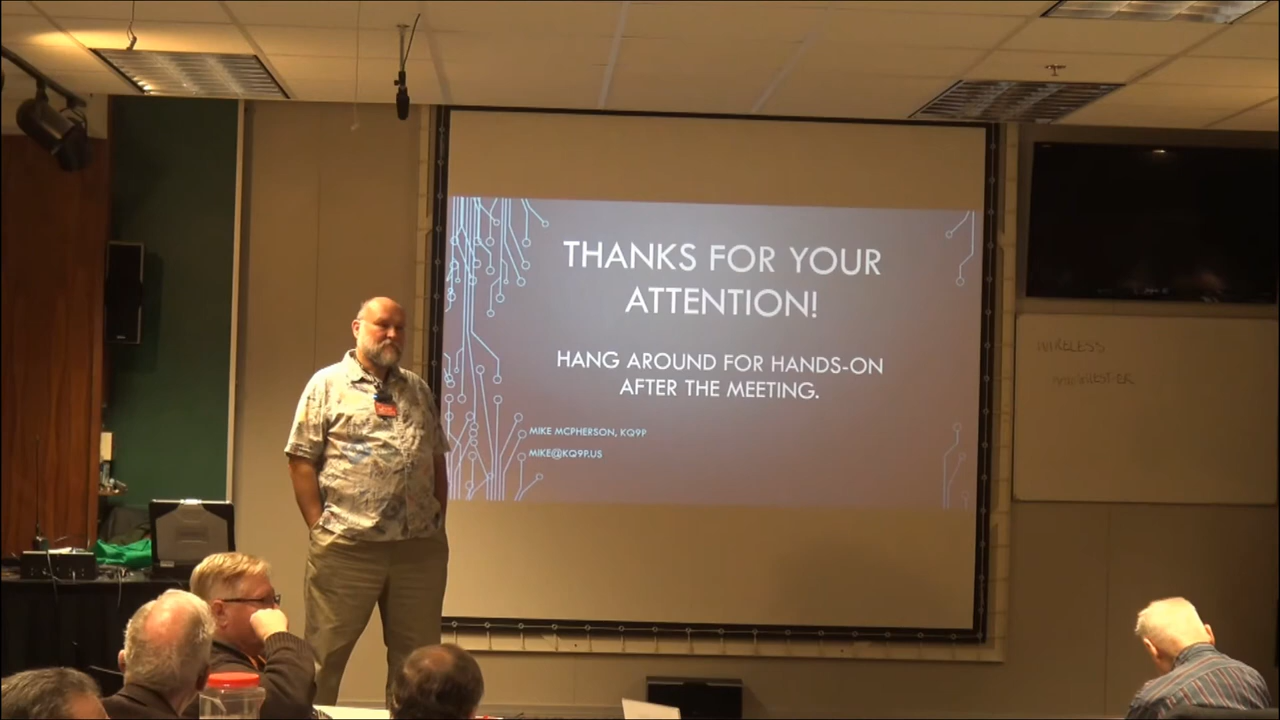 THANKS FOR YOUR
ATTENTION!
HANG AROUND FOR HANDS-ON
AFTER THE MEETING.
MIKE MCPHERSON, KQ9P
MIKE@KQ9P.US
WIRELESS